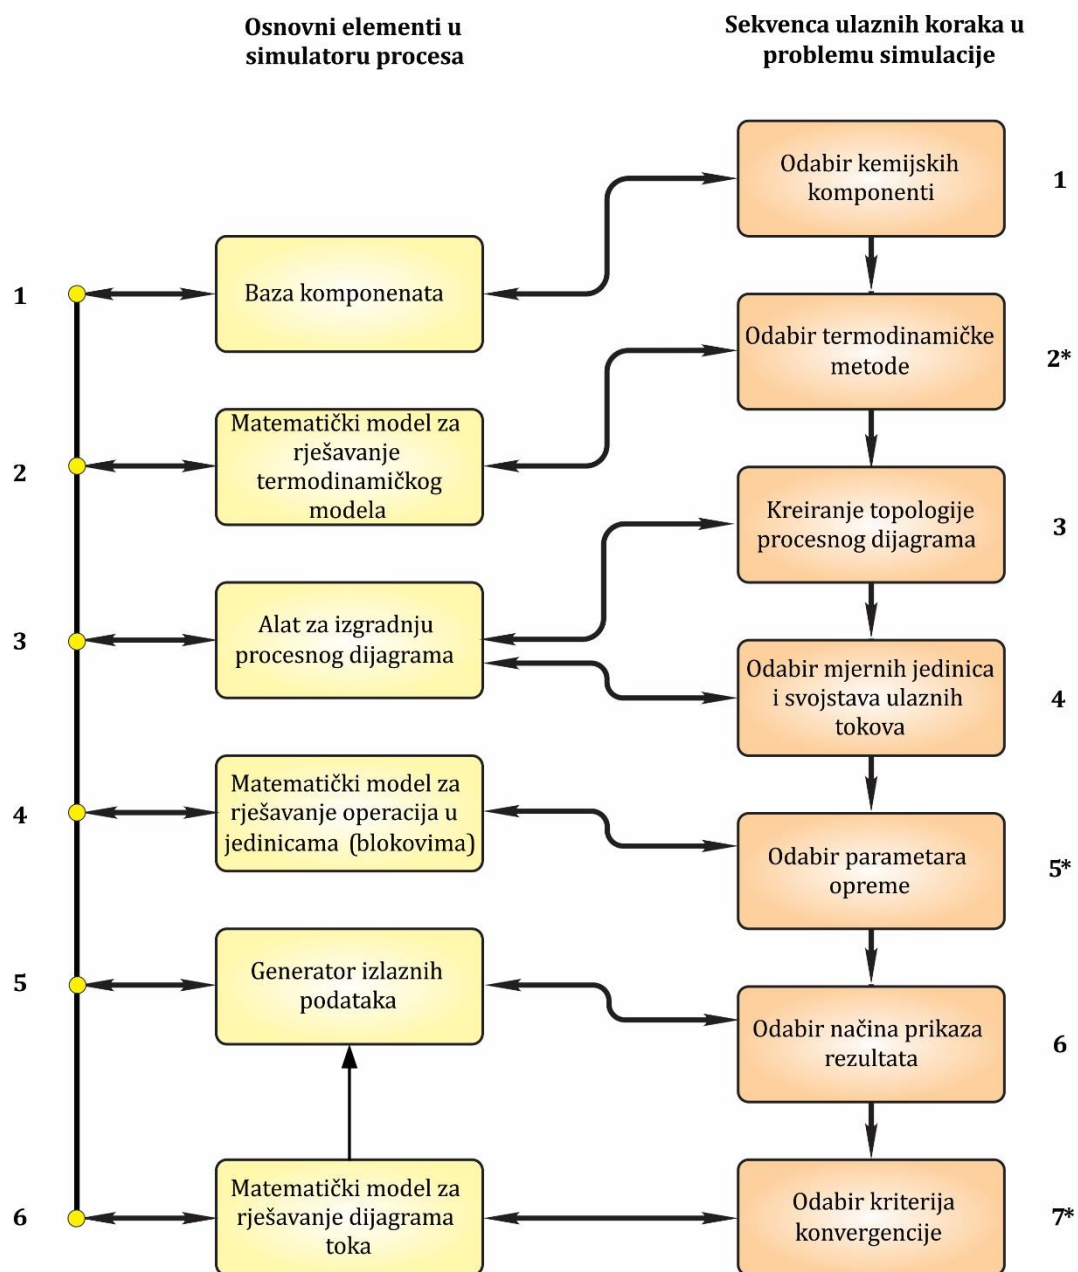 Osnovni elementi u
simulatoru procesa
Sekvenca ulaznih koraka u
problemu simulacije
Odabir kemijskih
komponenti
1
1
Baza komponenata
Odabir termodinamičke
metode
2*
2
Matematički model za
rješavanje
termodinamičkog
modela
Kreiranje topologije
procesnog dijagrama
3
3
Alat za izgradnju
procesnog dijagrama
Odabir mjernih jedinica
i svojstava ulaznih
tokova
4
4
Matematički model za
rješavanje operacija u
jedinicama (blokovima)
Odabir parametara
opreme
5*
5
Generator izlaznih
podataka
Odabir načina prikaza
rezultata
6
6
Matematički model za
rješavanje dijagrama
toka
Odabir kriterija
konvergencije
7*